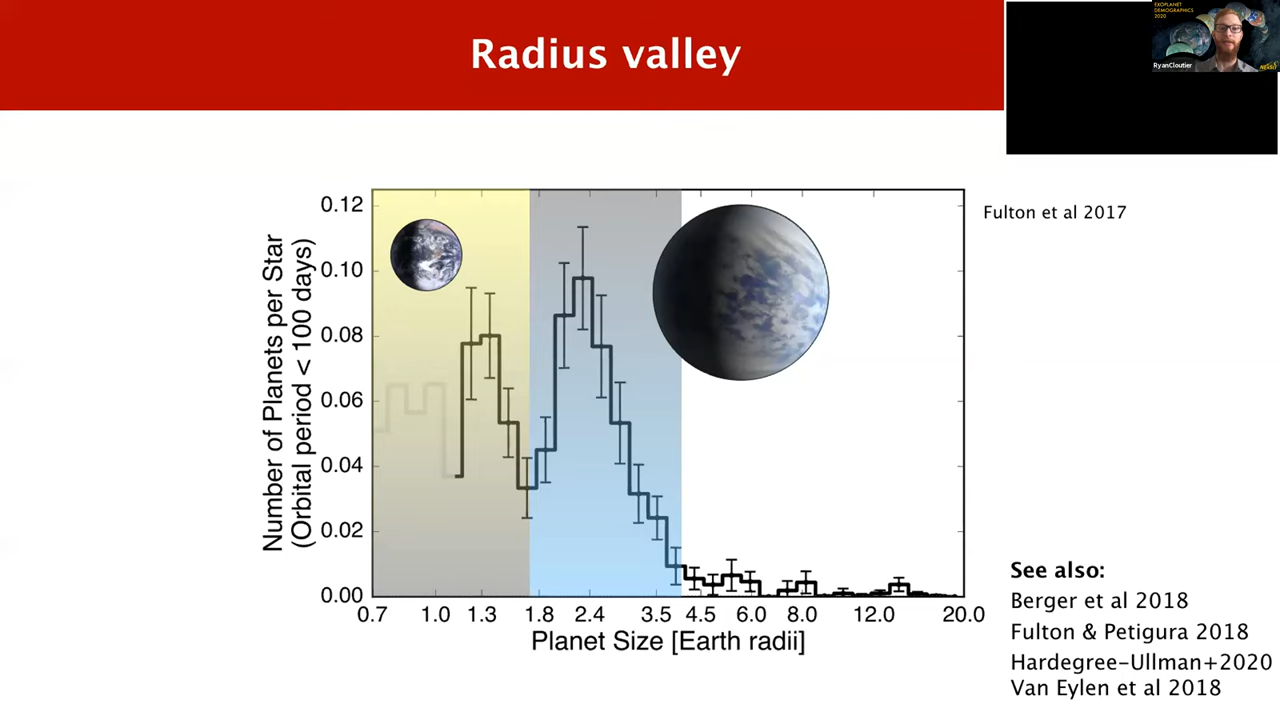 Radius valley
EXOPLANET
DEMOGRAPHICS
2020
RyanCloutier
Fulton et al 2017
Number of Planets per Star
(Orbital period < 100 days)
0.12
0.10
0.08
0.06
0.04
0.02
0.00
0.7 1.0 1.3 1.8 2.4 3.5 4.5 6.0 8.0 12.0 20.0
Planet Size [Earth radii]
See also:
Berger et al 2018
Fulton & Petigura 2018
Hardegree-Ullman+2020
Van Eylen et al 2018